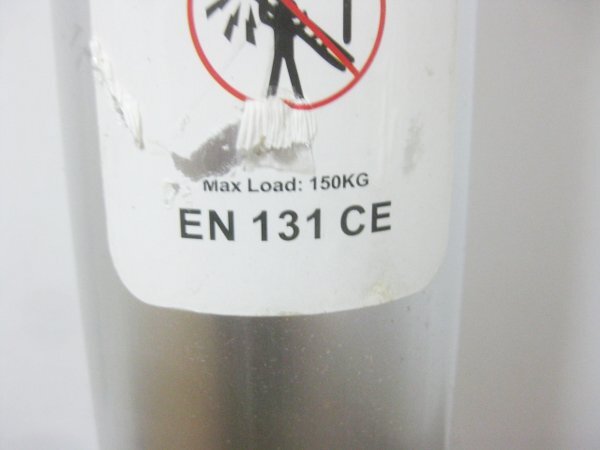 Max Load: 150KG
EN 131 CE